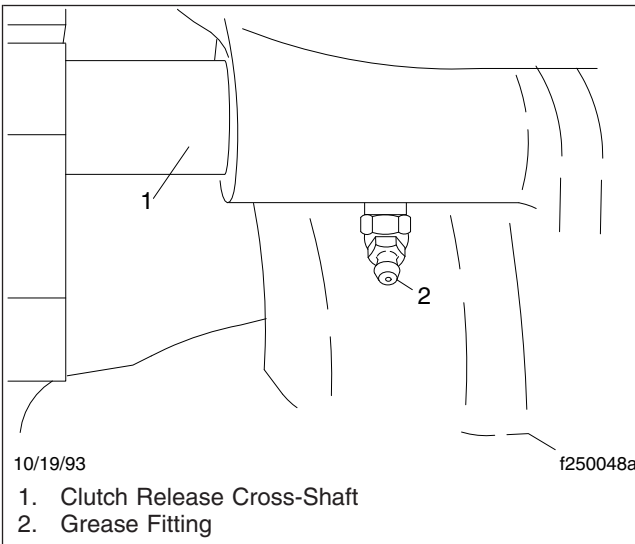 1
2
10/19/93 f250048a
1. Clutch Release Cross-Shaft
2. Grease Fitting